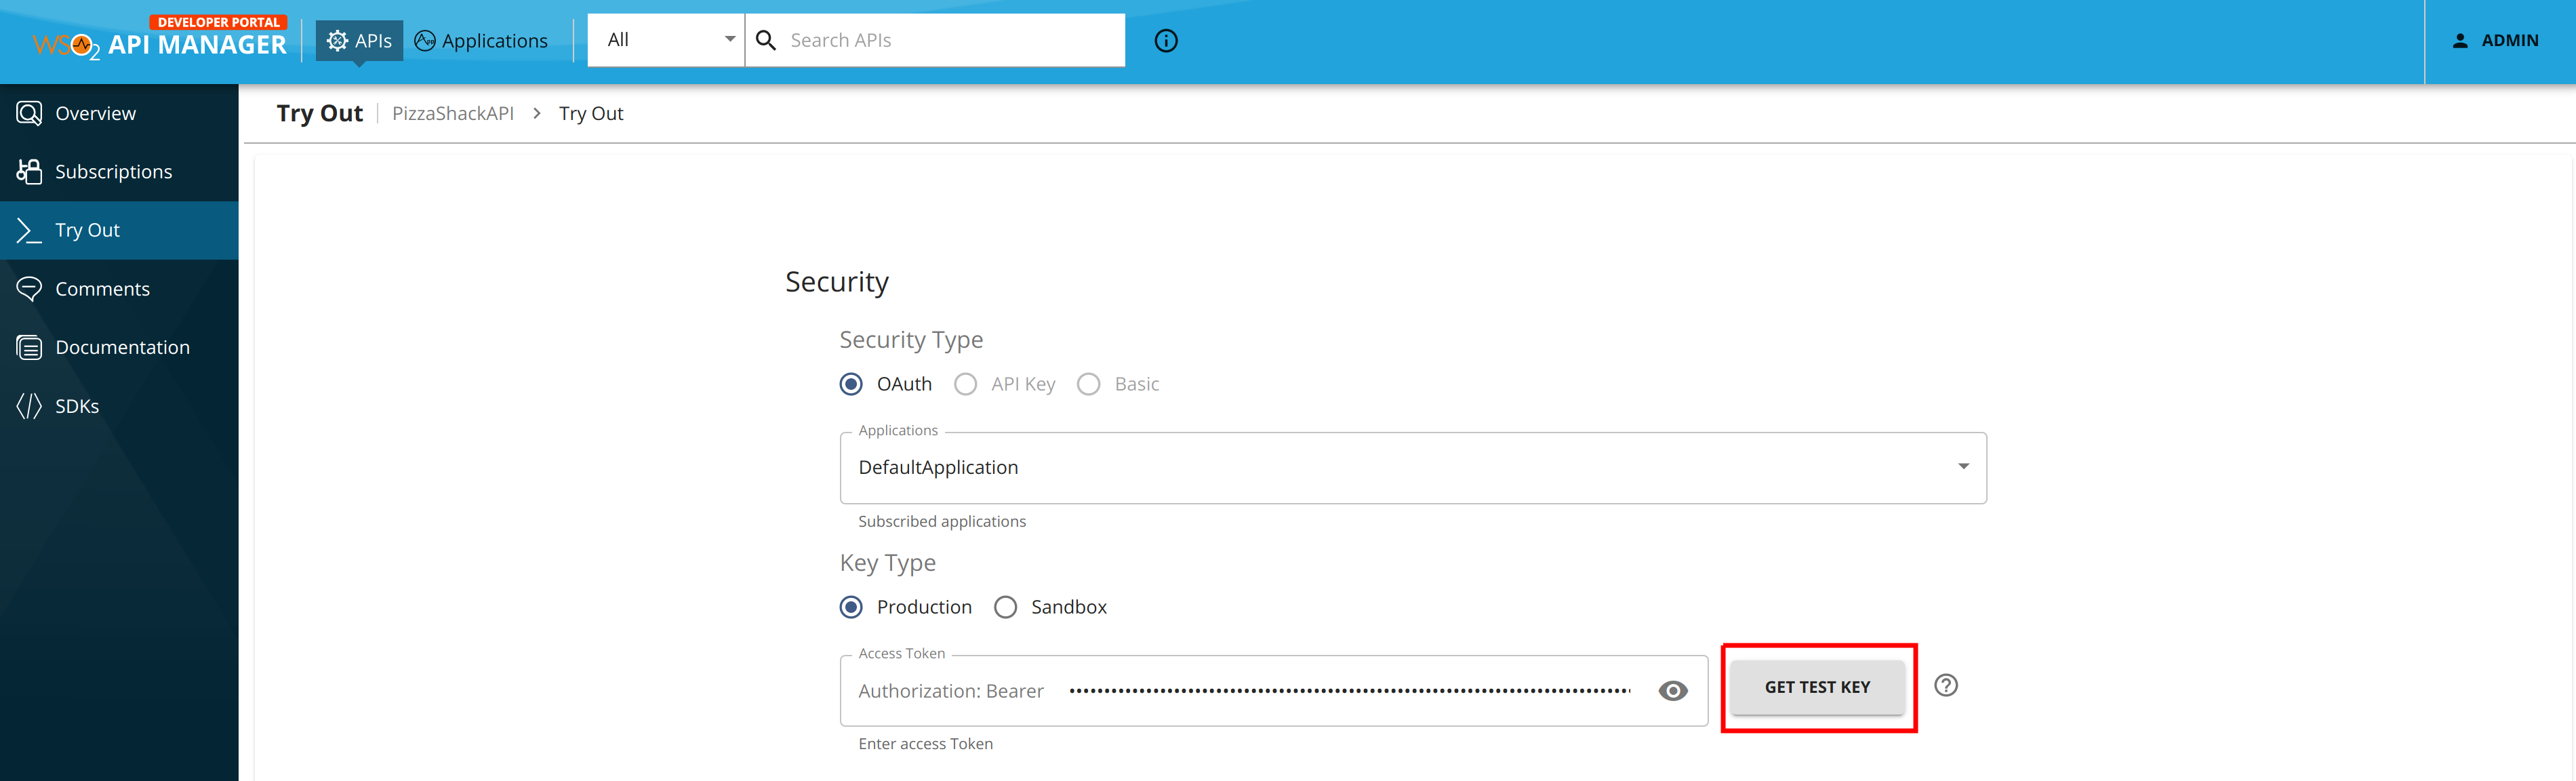 DEVELOPER PORTAL
WSO2 API MANAGER
APIs
Applications
All
Search APIs
ADMIN
Overview
Subscriptions
Try Out
Comments
Documentation
SDKs
Try Out PizzaShackAPI > Try Out
Security
Security Type
OAuth API Key Basic
Applications
DefaultApplication
Subscribed applications
Key Type
Production Sandbox
Access Token
Authorization: Bearer
GET TEST KEY
Enter access Token